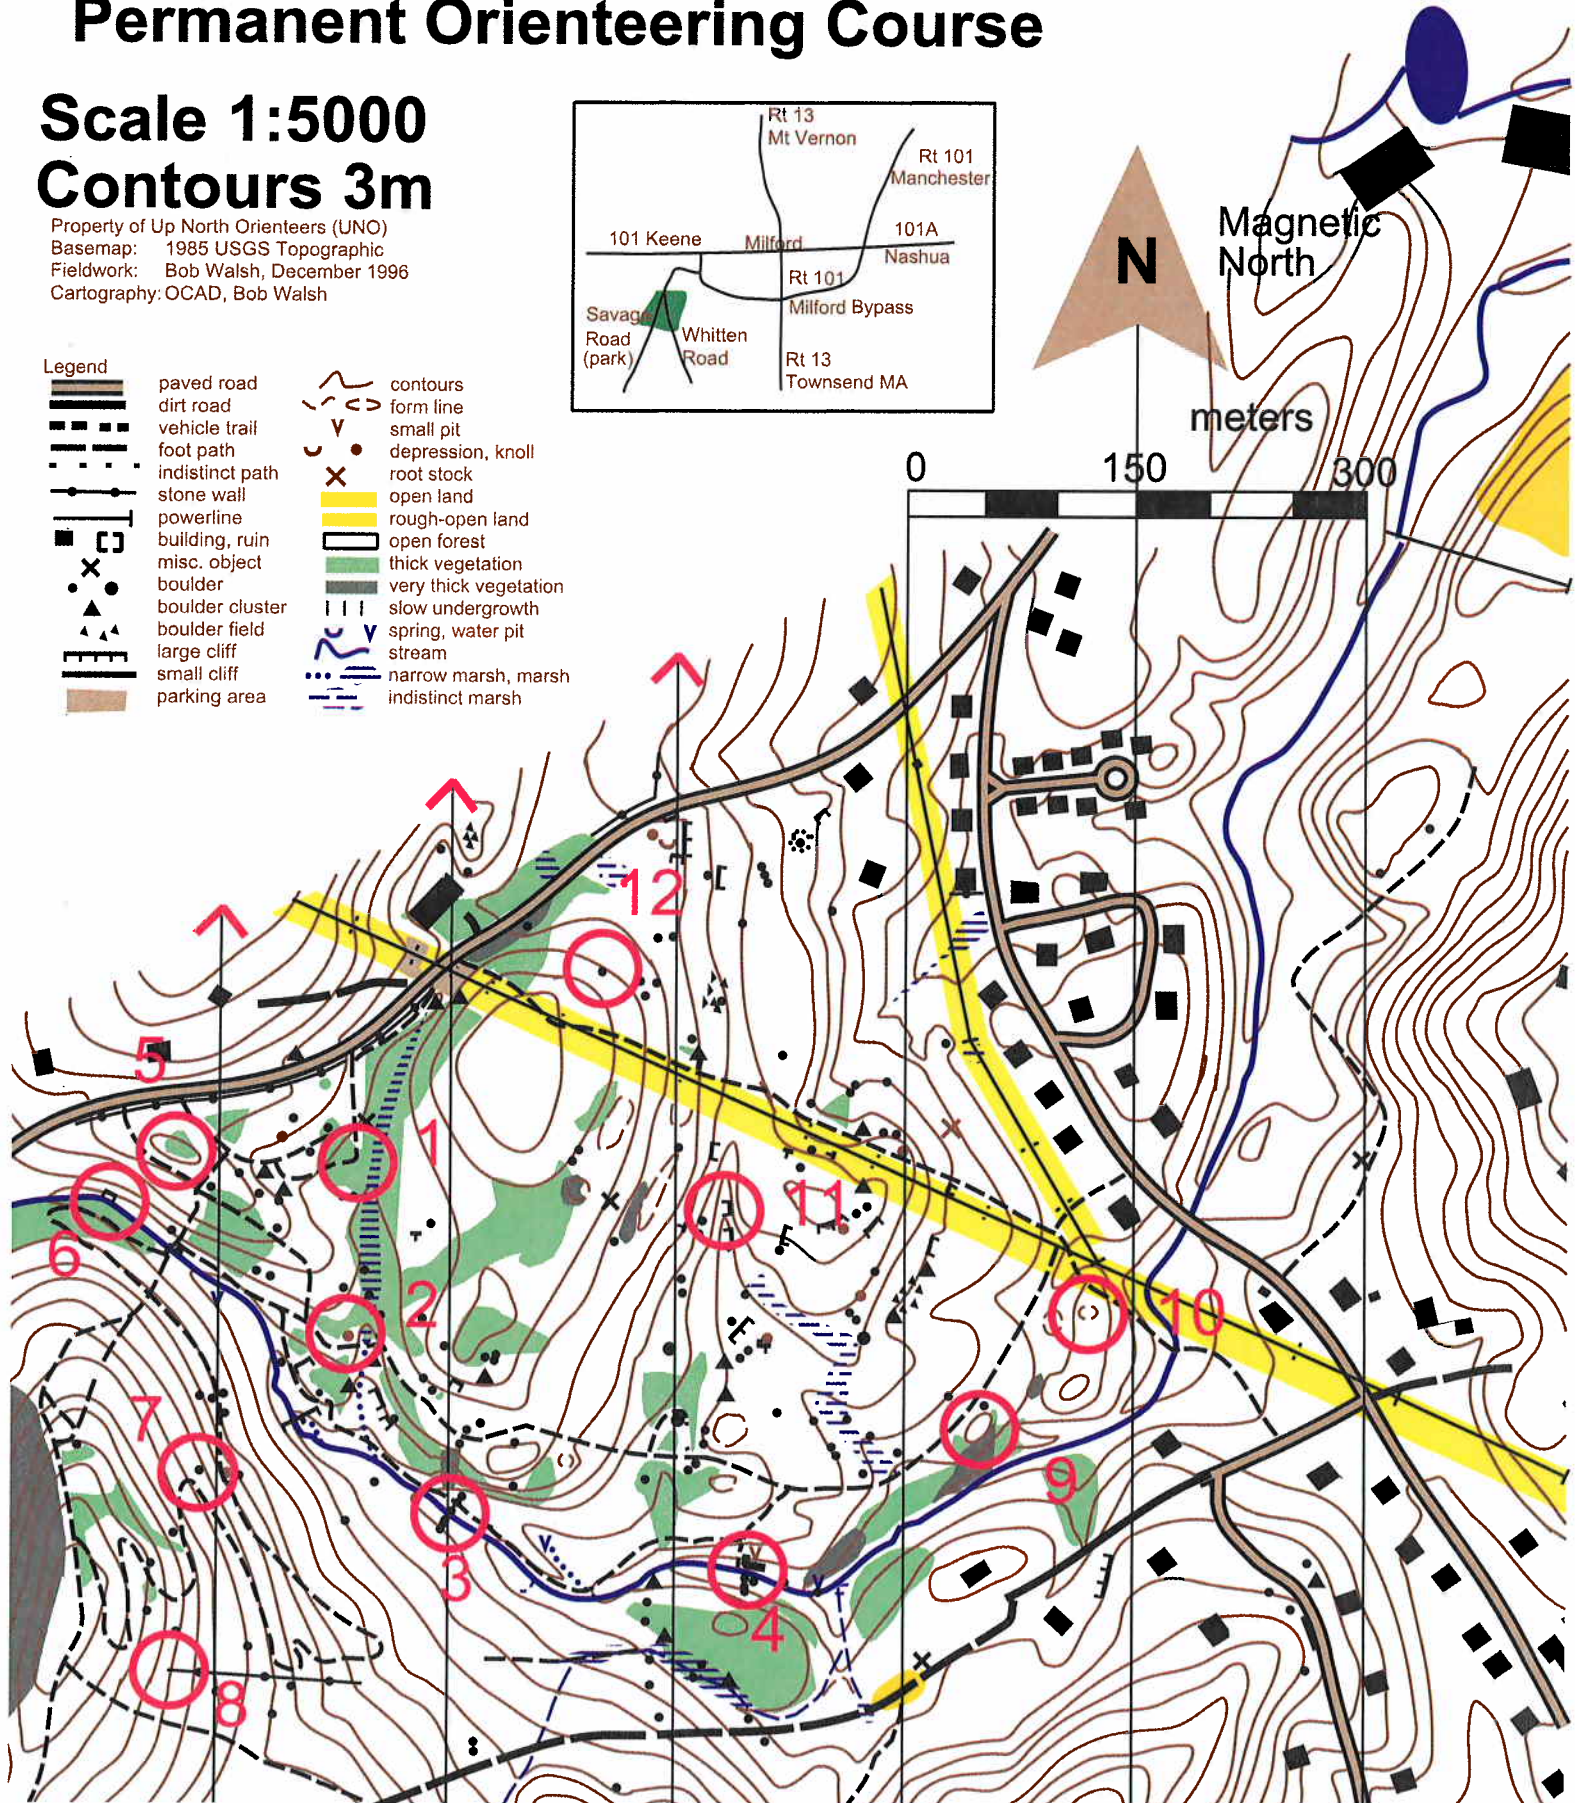 Permanent Orienteering Course
Scale 1:5000
Contours 3m
Property of Up North Orienteers (UNO)
Basemap: 1985 USGS Topographic
Fieldwork: Bob Walsh, December 1996
Cartography: OCAD, Bob Walsh
Rt 13
Mt Vernon
Rt 101
Manchester
101 Keene
Milford
101A
Nashua
Rt 101
Milford Bypass
Savage
Road
(park)
Whitten
Road
Rt 13
Townsend MA
N
Magnetic
North
meters
0 150 300
Legend
paved road
dirt road
vehicle trail
foot path
indistinct path
stone wall
powerline
building, ruin
misc. object
boulder
boulder cluster
boulder field
large cliff
small cliff
parking area
contours
form line
small pit
depression, knoll
root stock
open land
rough-open land
open forest
thick vegetation
very thick vegetation
slow undergrowth
spring, water pit
stream
narrow marsh, marsh
indistinct marsh
12
5
1
11
6
2
10
7
9
3
4
8